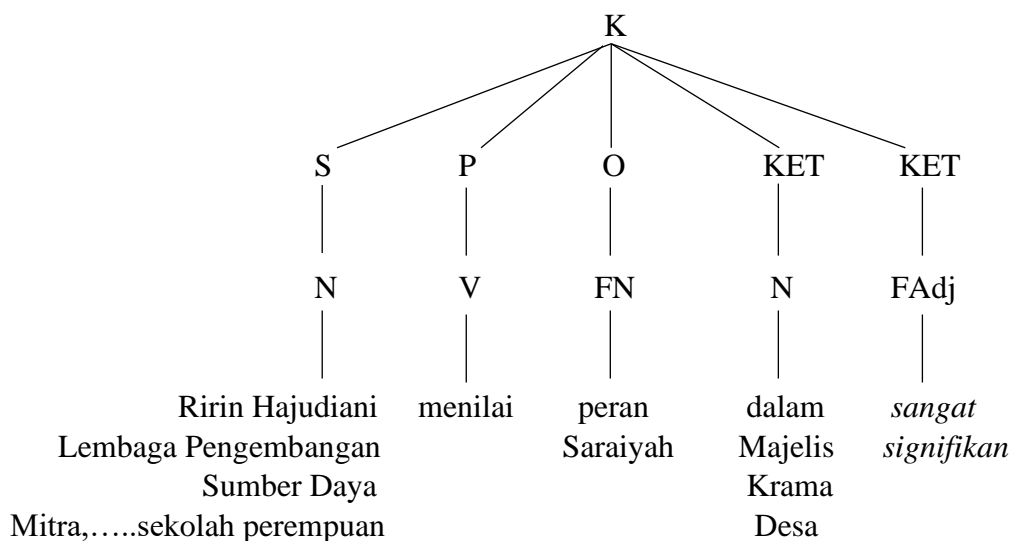 K
S P O KET KET
N V FN N FAdj
Ririn Hajudiani menilai peran dalam sangat
Lembaga Pengembangan Saraiyah Majelis signifikan
Sumber Daya Krama
Mitra,…..sekolah perempuan Desa